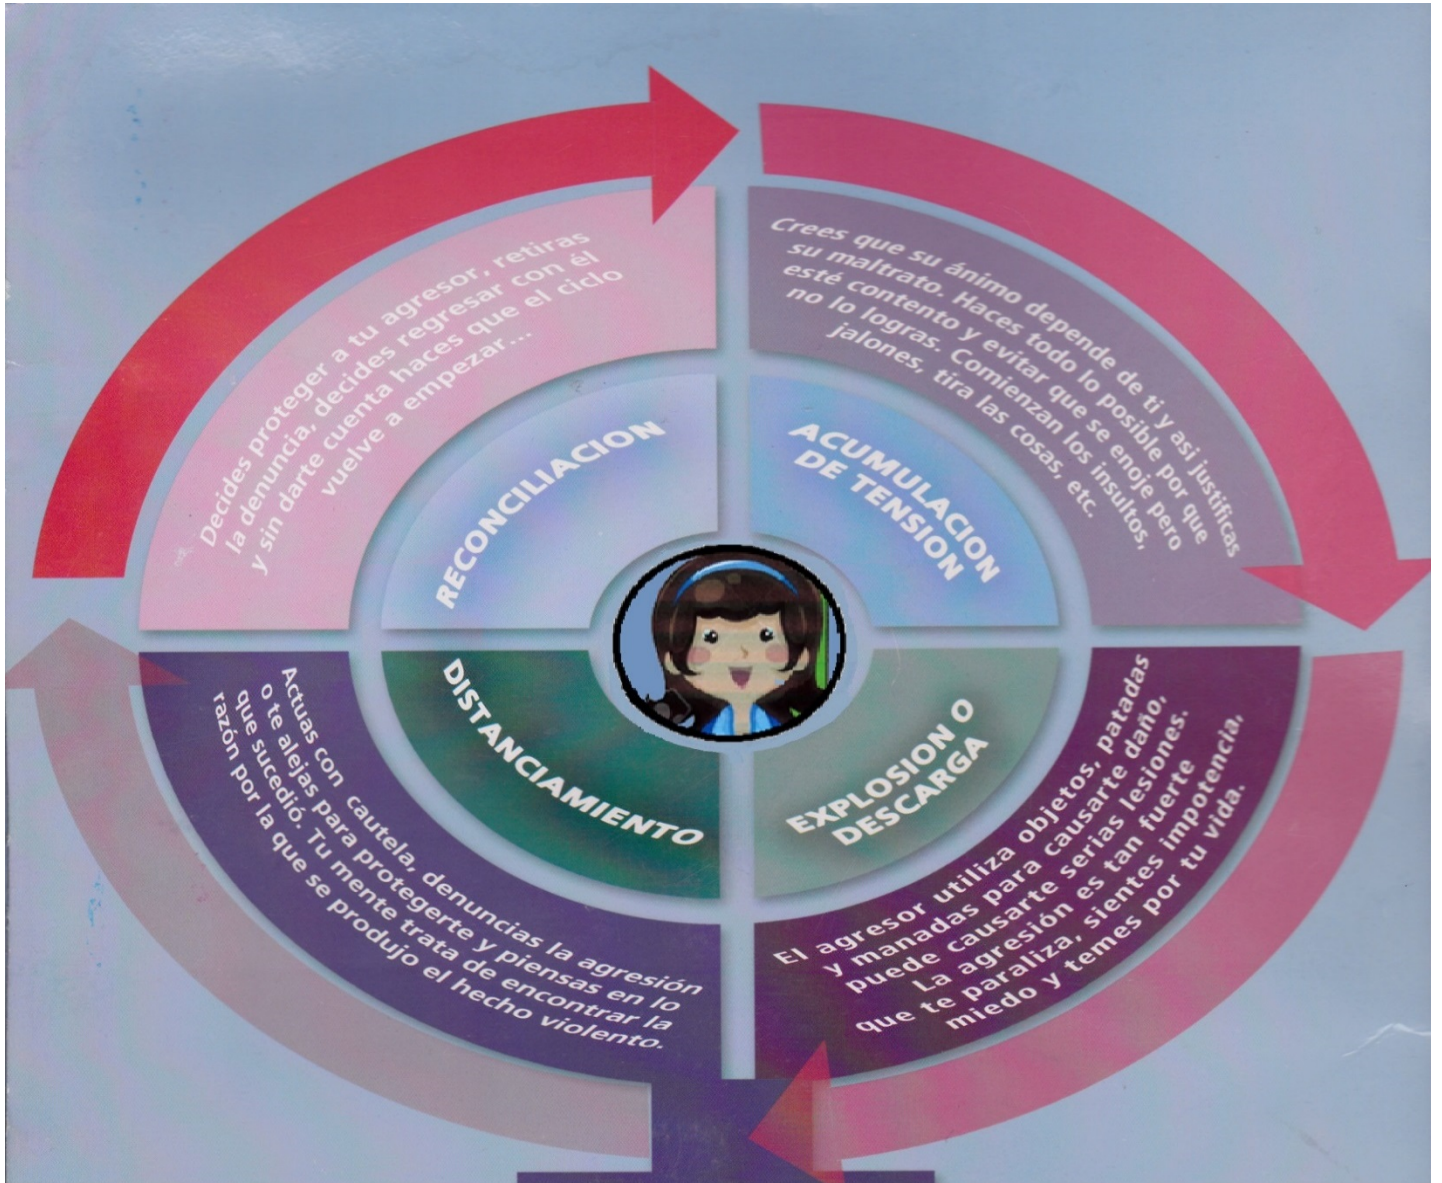 Decides proteger a tu agresor, retiras
la denuncia, decides regresar con él
y sin darte cuenta haces que el ciclo
vuelve a empezar...
RECONCILIACION
Crees que su ánimo depende de ti y asi justificas
su maltrato. Haces todo lo posible por que
esté contento y evitar que se enoje pero
no lo logras. Comienzan los insultos,
jalones, tira las cosas, etc.
ACUMULACION
DE TENSION
DISTANCIAMIENTO
Actuas con cautela, denuncias la agresión
o te alejas para protegerte y piensas en lo
que sucedió. Tu mente trata de encontrar la
razón por la que se produjo el hecho violento.
EXPLOSION O
DESCARGA
El agresor utiliza objetos, patadas
y manadas para causarte daño,
puede causarte serias lesiones.
La agresión es tan fuerte
que te paraliza, sientes impotencia,
miedo y temes por tu vida.